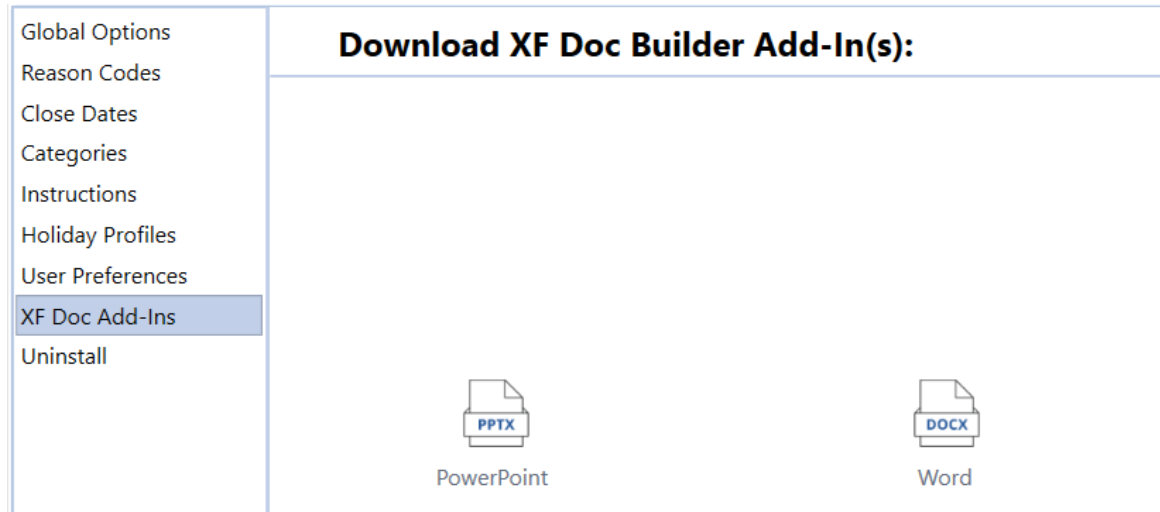 Global Options
Reason Codes
Close Dates
Categories
Instructions
Holiday Profiles
User Preferences
XF Doc Add-Ins
Uninstall
Download XF Doc Builder Add-In(s):
PPTX
PowerPoint
DOCX
Word